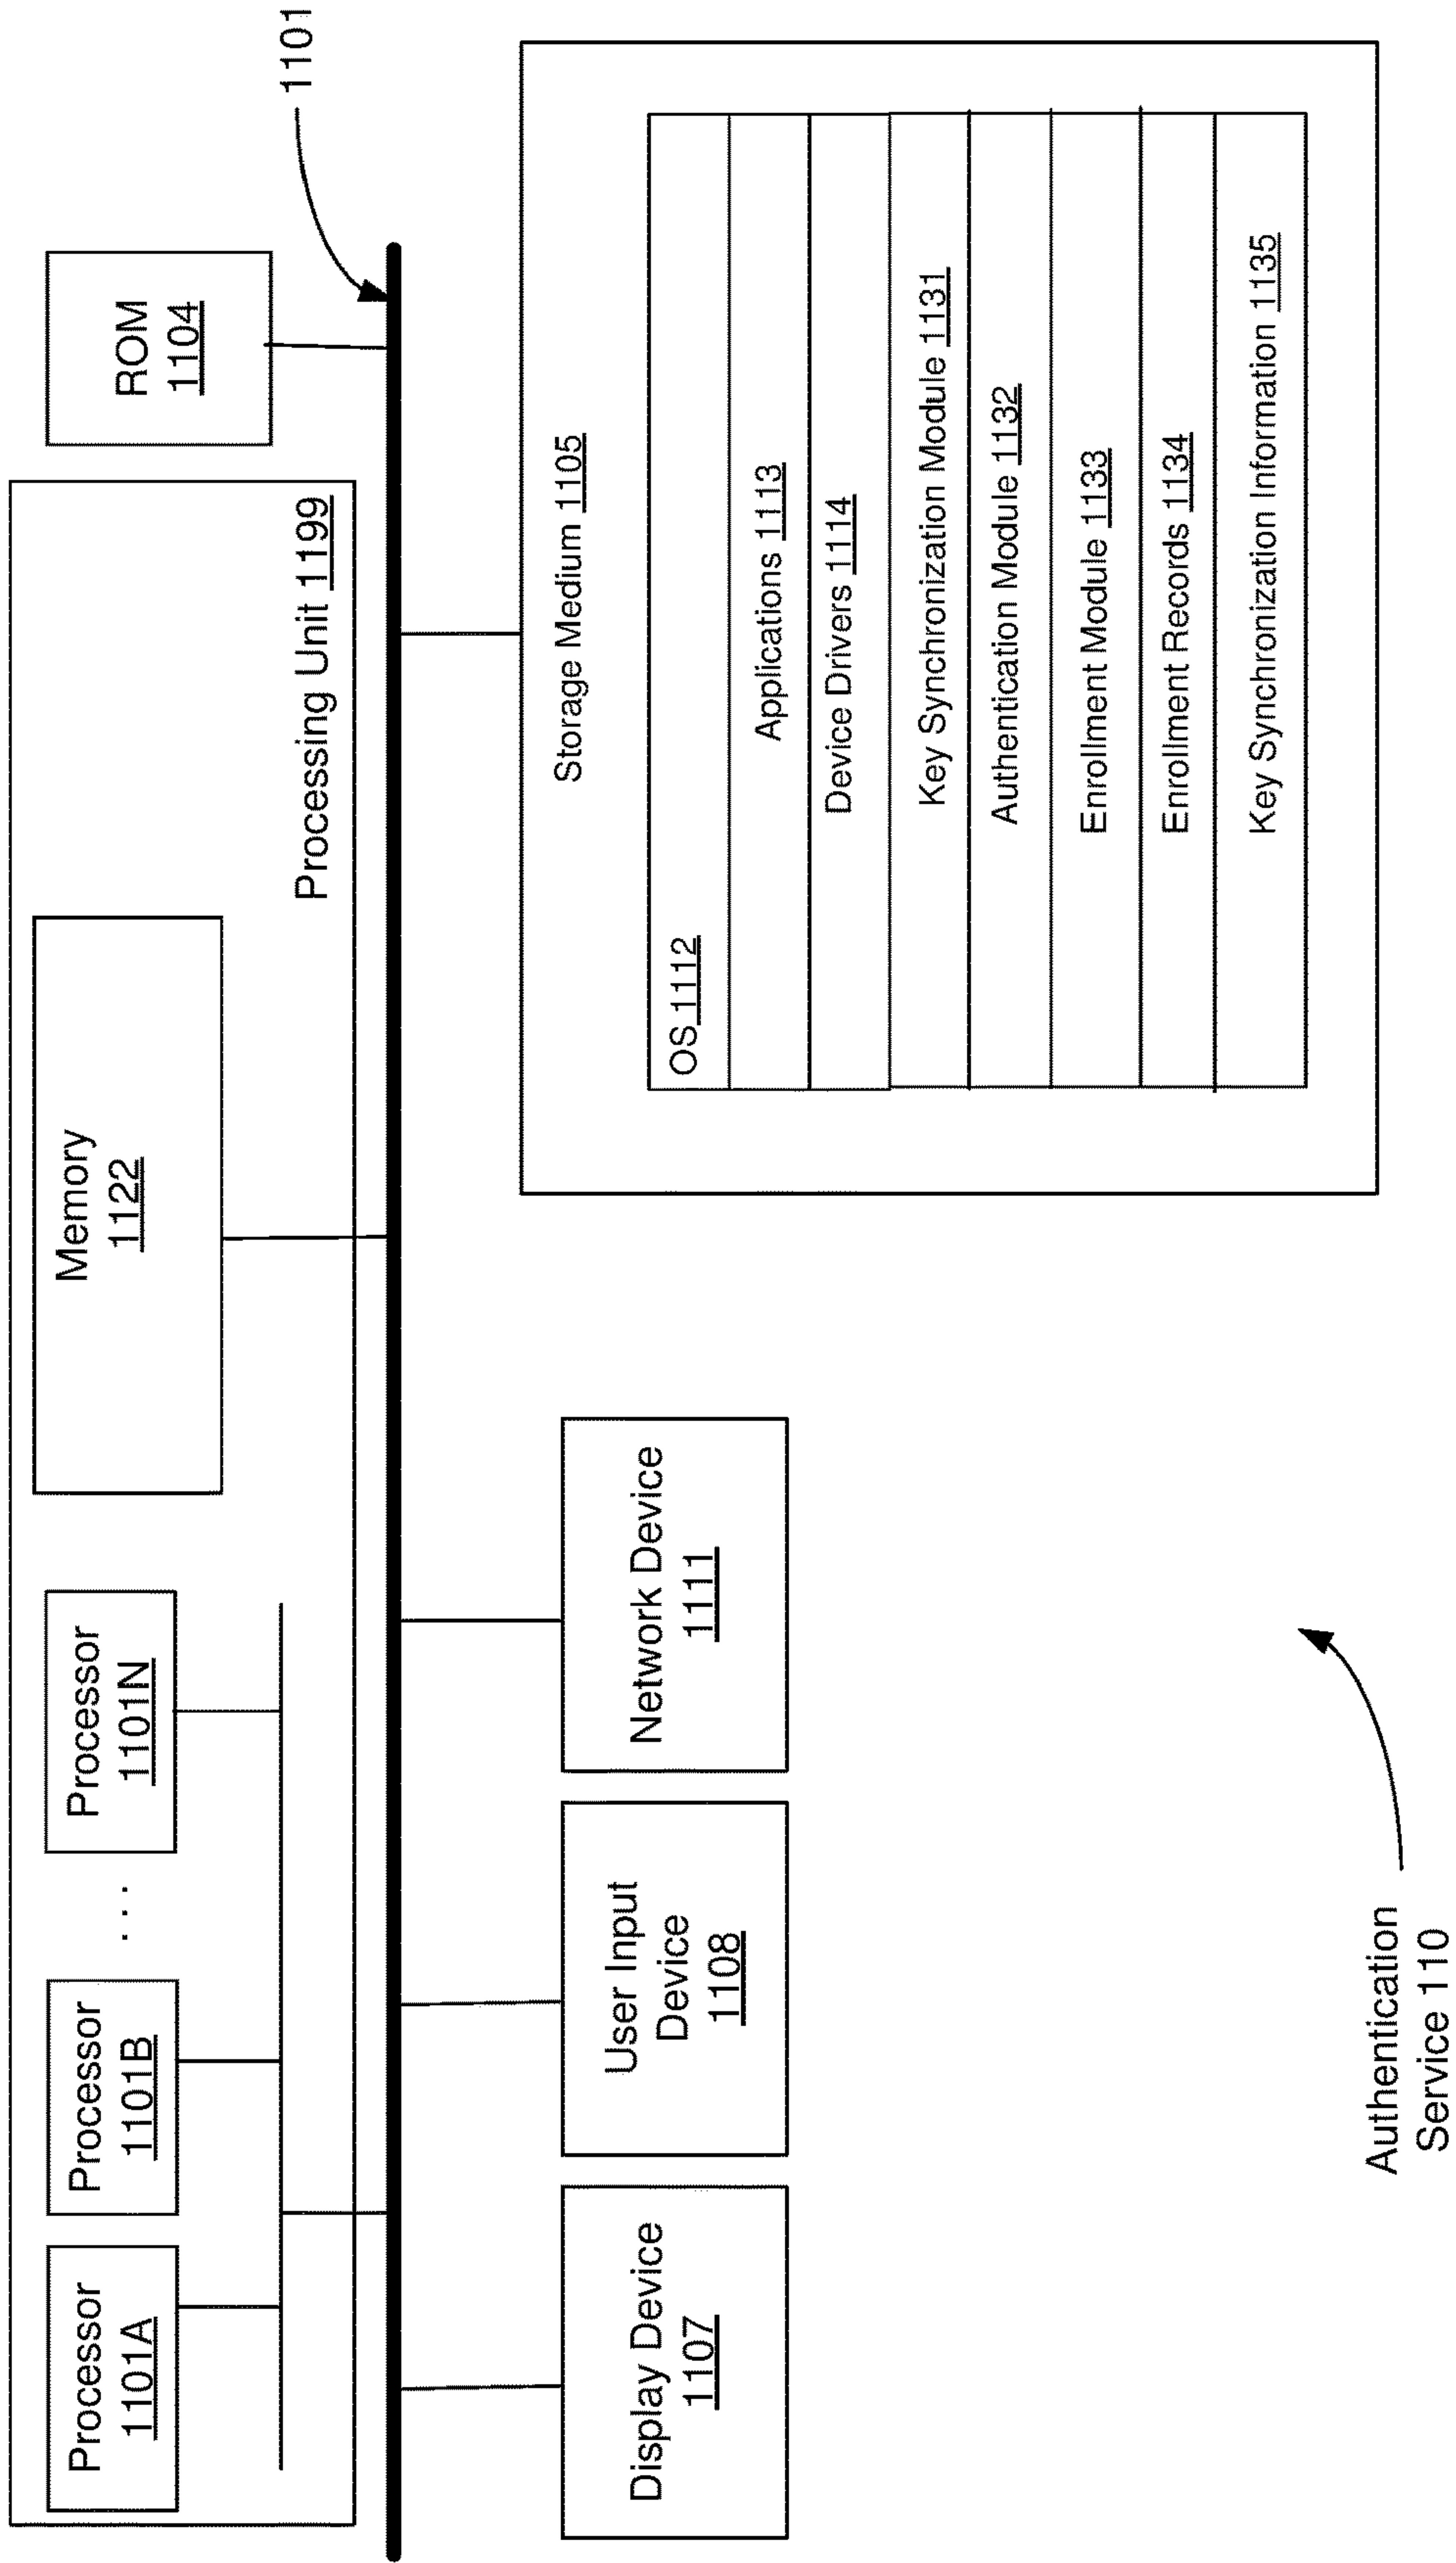 Processor
1101A
Processor
1101B
. . .
Processor
1101N
Memory
1122
Processing Unit 1199
ROM
1104
1101
Display Device
1107
User Input
Device
1108
Network Device
1111
Storage Medium 1105
OS 1112
Applications 1113
Device Drivers 1114
Key Synchronization Module 1131
Authentication Module 1132
Enrollment Module 1133
Enrollment Records 1134
Key Synchronization Information 1135
Authentication
Service 110